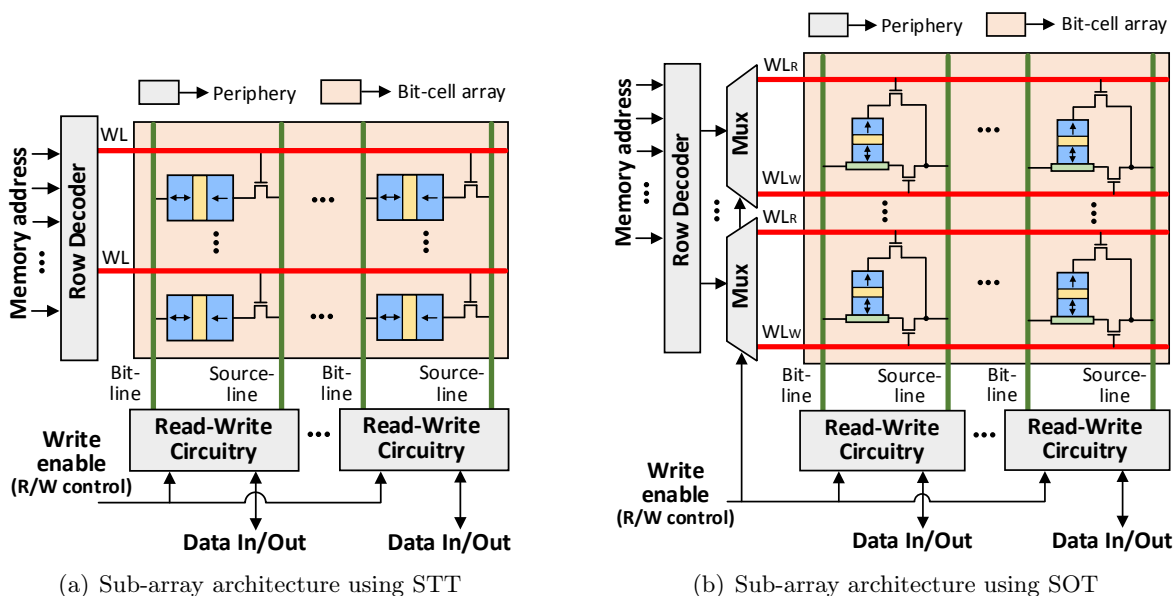 Periphery
Bit-cell array
Memory address
Row Decoder
WL
•••
•••
•••
WL
•••
•••
Bit-
line
Source-
line
Bit-
line
Source-
line
Read-Write
Circuitry
•••
Read-Write
Circuitry
Write
enable
(R/W control)
Data In/Out
Data In/Out
(a) Sub-array architecture using STT
Periphery
Bit-cell array
Memory address
Row Decoder
Mux
WLR
•••
•••
WLW
•••
•••
•••
WLR
Mux
•••
WLW
Bit-
line
Source-
line
Bit-
line
Source-
line
Read-Write
Circuitry
•••
Read-Write
Circuitry
Write
enable
(R/W control)
Data In/Out
Data In/Out
(b) Sub-array architecture using SOT